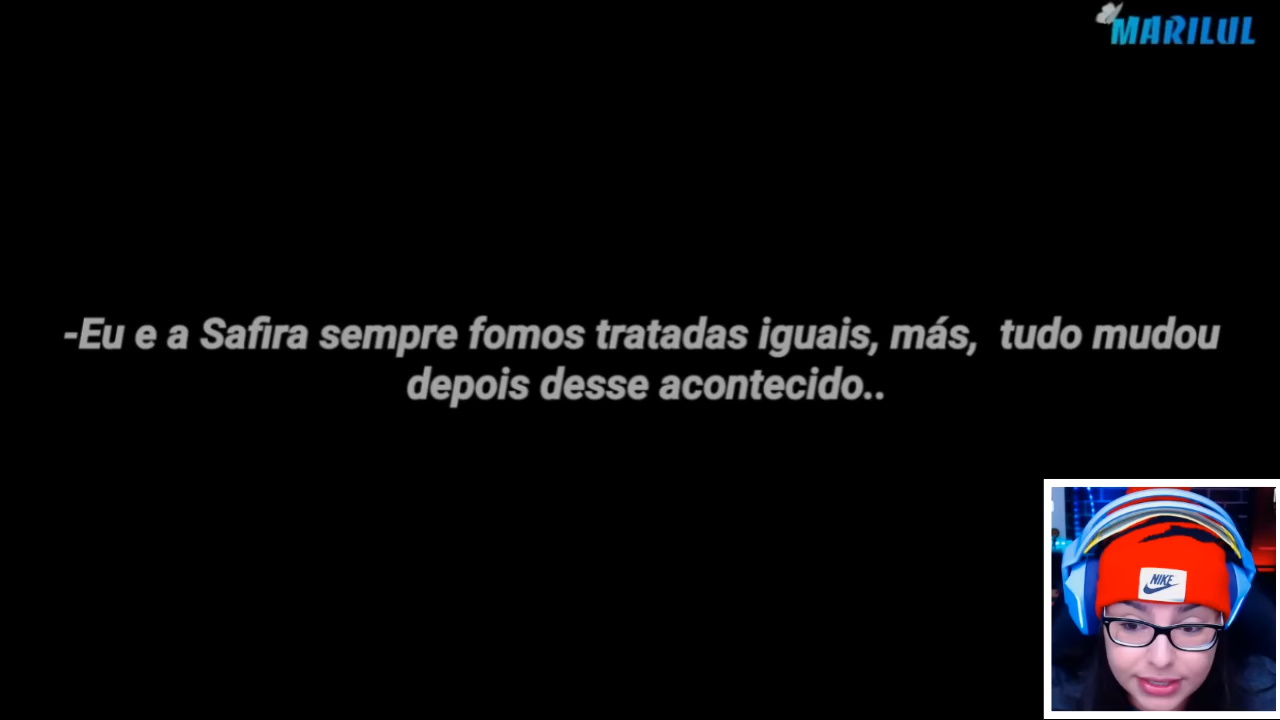 MARILUL
-Eu e a Safira sempre fomos tratadas iguais, más,  tudo mudou
depois desse acontecido..
NIKE